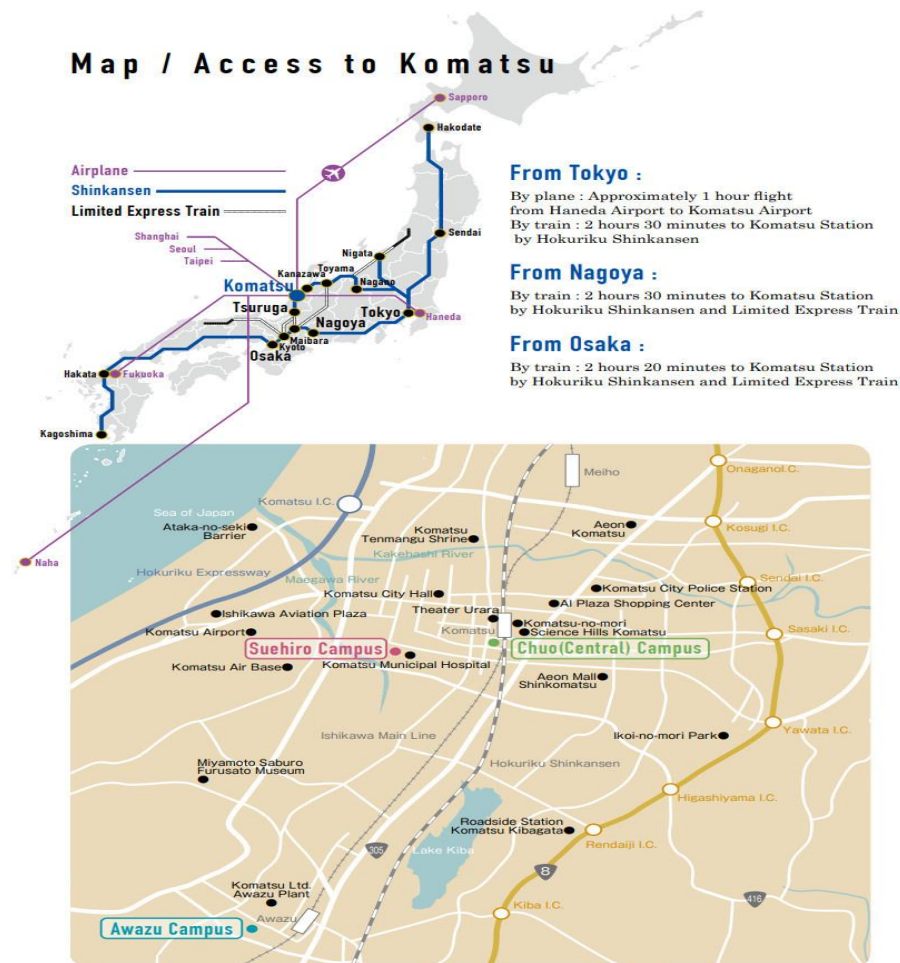 Map / Access to Komatsu
Sapporo
Hakodate
Airplane
Shinkansen
Limited Express Train
Shanghai
Seoul
Taipei
Sendai
Nigata
Toyama
Kanazawa
Nagano
Komatsu
Tsuruga
Tokyo
Haneda
Nagoya
Maibara
Kyoto
Osaka
Hakata
Fukuoka
Kagoshima
Naha
From Tokyo :
By plane : Approximately 1 hour flight
from Haneda Airport to Komatsu Airport
By train : 2 hours 30 minutes to Komatsu Station
by Hokuriku Shinkansen
From Nagoya :
By train : 2 hours 30 minutes to Komatsu Station
by Hokuriku Shinkansen and Limited Express Train
From Osaka :
By train : 2 hours 20 minutes to Komatsu Station
by Hokuriku Shinkansen and Limited Express Train
OnaganoI.C.
Meiho
Komatsu I.C.
Sea of Japan
Ataka-no-seki
Barrier
Komatsu
Tenmangu Shrine
Aeon
Komatsu
Kosugi I.C.
Kakehashi River
Hokuriku Expressway
Maegawa River
Sendai I.C.
Komatsu City Hall
Komatsu City Police Station
Al Plaza Shopping Center
Theater Urara
Ishikawa Aviation Plaza
Komatsu-no-mori
Komatsu
Science Hills Komatsu
Sasaki I.C.
Komatsu Airport
Suehiro Campus
Chuo(Central) Campus
Komatsu Air Base
Komatsu Municipal Hospital
Aeon Mall
Shinkomatsu
Ishikawa Main Line
Ikoi-no-mori Park
Yawata I.C.
Miyamoto Saburo
Furusato Museum
Hokuriku Shinkansen
Higashiyama I.C.
Roadside Station
Komatsu Kibagata
Rendaiji I.C.
305
Lake Kiba
8
Komatsu Ltd.
Awazu Plant
416
Kiba I.C.
Awazu
Awazu Campus